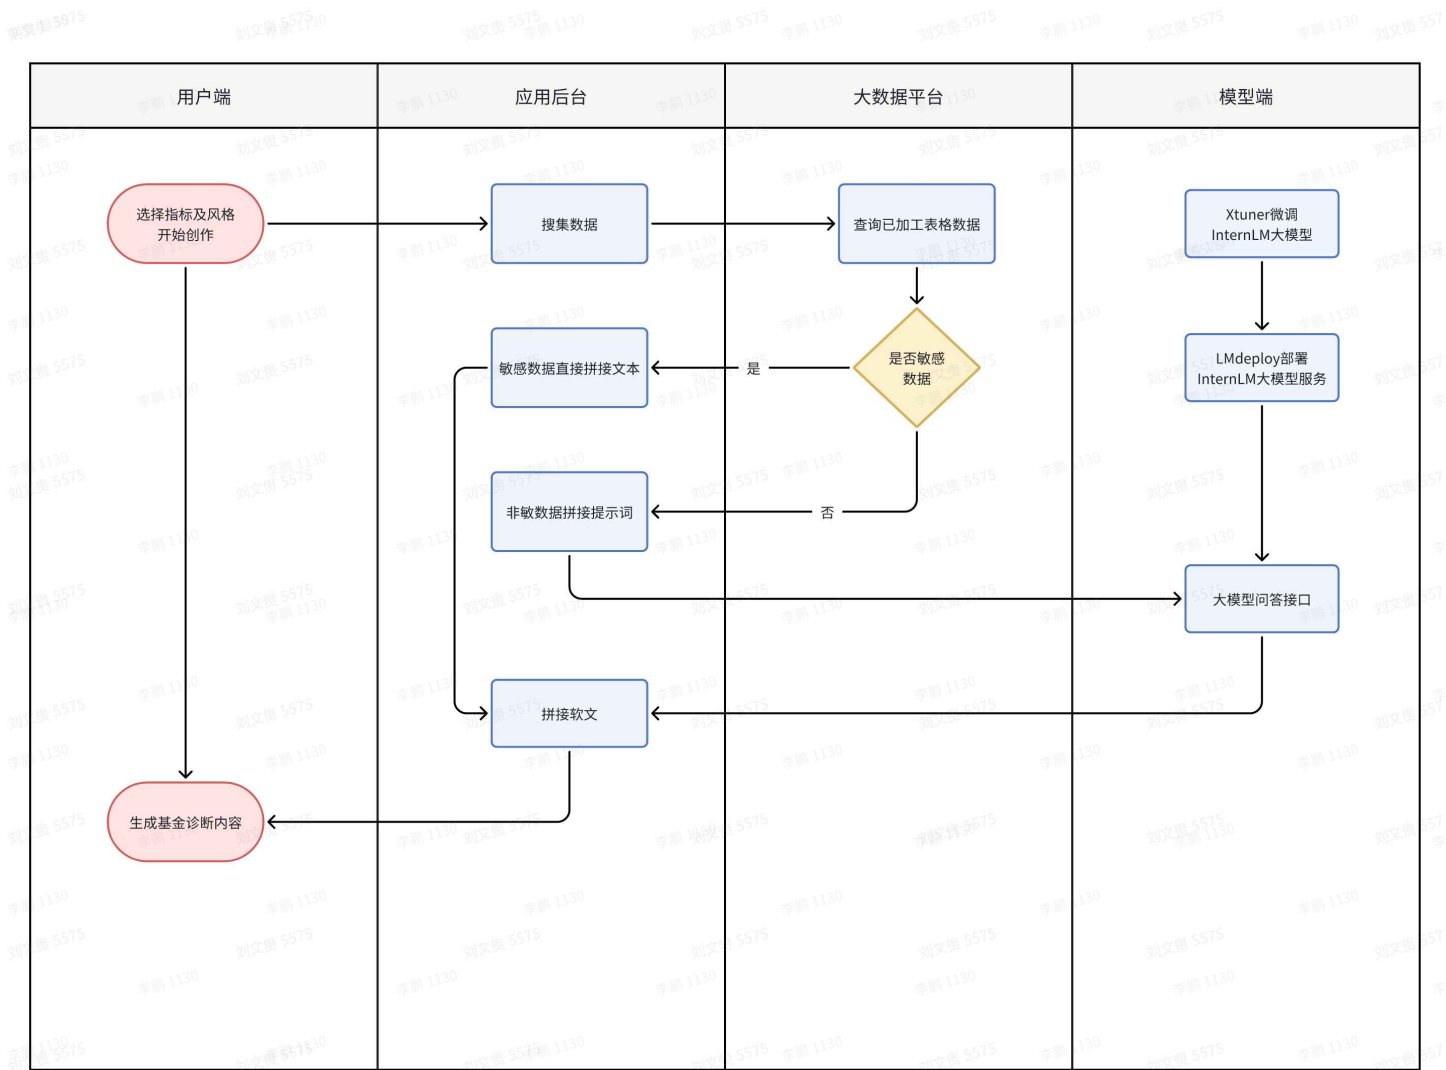 用户端
应用后台
大数据平台
模型端
选择指标及风格
开始创作
搜集数据
查询已加工表格数据
Xtuner微调
InternLM大模型
敏感数据直接拼接文本
是
是否敏感
数据
LMdeploy部署
InternLM大模型服务
非敏数据拼接提示词
否
大模型问答接口
拼接软文
生成基金诊断内容
李鹏 1130